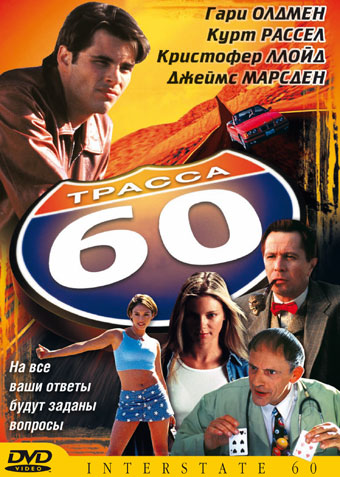 Гари ОЛДМЕН
Курт РАССЕЛ
Кристофер ЛЛОЙД
Джеймс МАРСДЕН
ТРАССА
60
На все
ваши ответы
будут заданы
вопросы
DVD
VIDEO
INTERSTATE 60